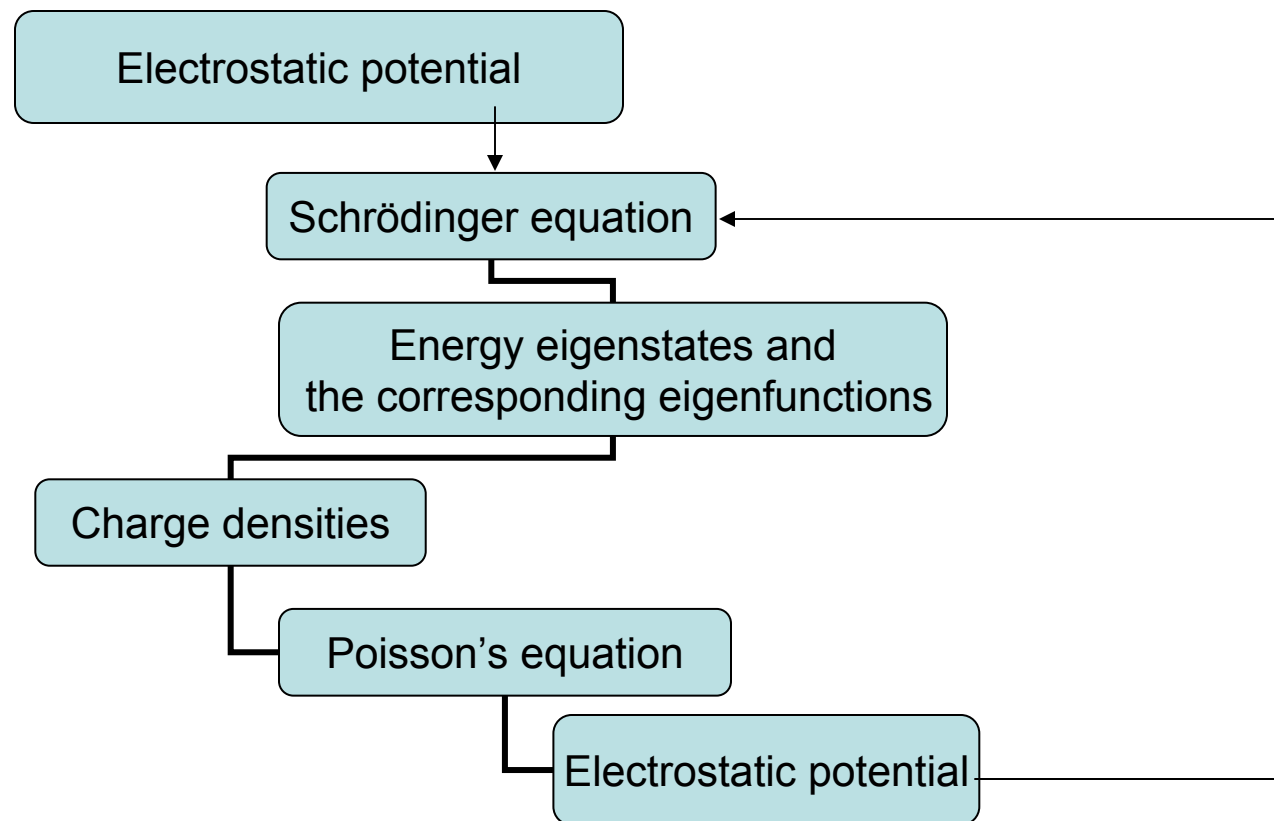 Electrostatic potential
Schrödinger equation
Energy eigenstates and
the corresponding eigenfunctions
Charge densities
Poisson’s equation
Electrostatic potential